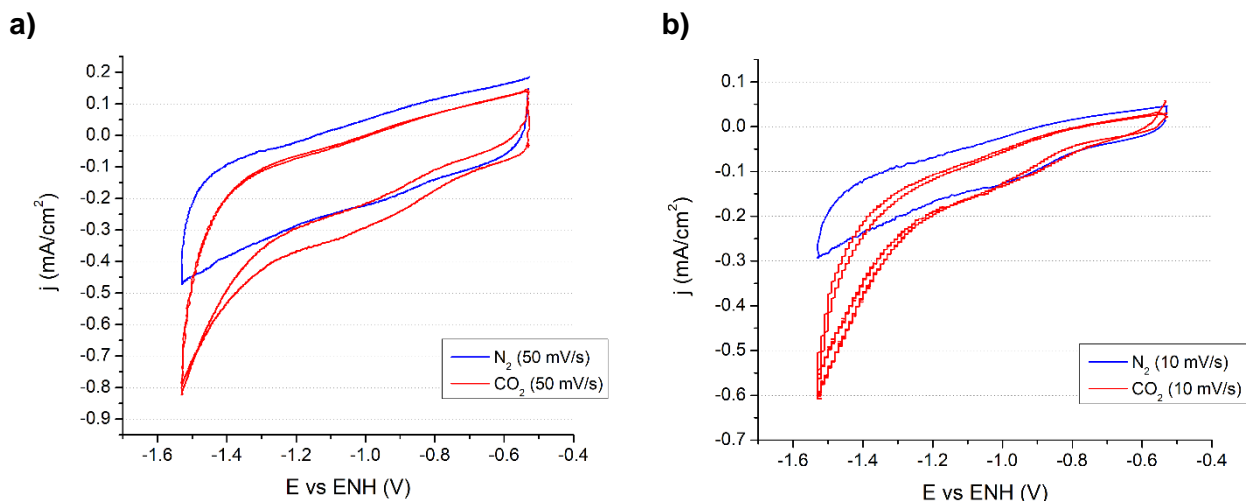 a)
0.2
0.1
0.0
-0.1
-0.2
-0.3
-0.4
-0.5
-0.6
-0.7
-0.8
-0.9
j (mA/cm²)
N₂ (50 mV/s)
CO₂ (50 mV/s)
-1.6 -1.4 -1.2 -1.0 -0.8 -0.6 -0.4
E vs ENH (V)
b)
0.1
0.0
-0.1
-0.2
-0.3
-0.4
-0.5
-0.6
-0.7
j (mA/cm²)
N₂ (10 mV/s)
CO₂ (10 mV/s)
-1.6 -1.4 -1.2 -1.0 -0.8 -0.6 -0.4
E vs ENH (V)